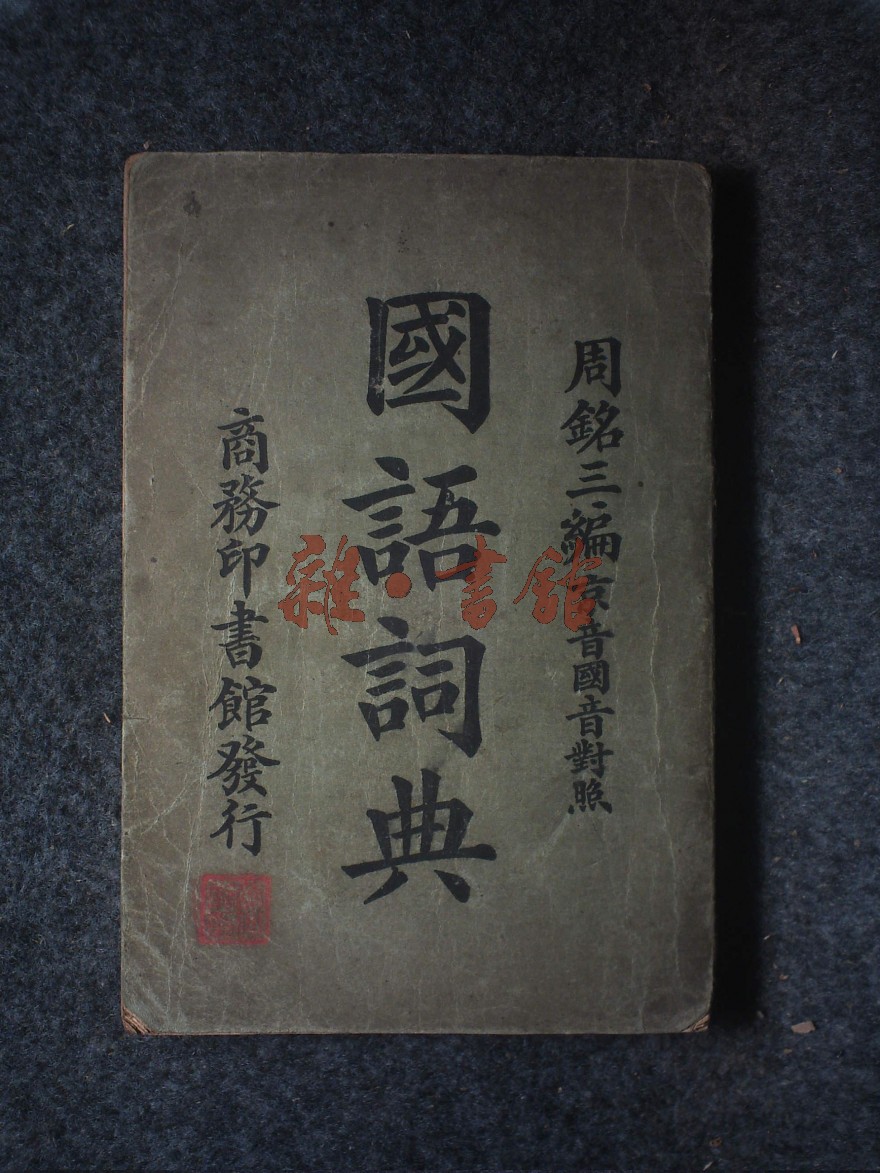 周銘三編京音國音對照
國語詞典
商務印書館發行
雜·書館